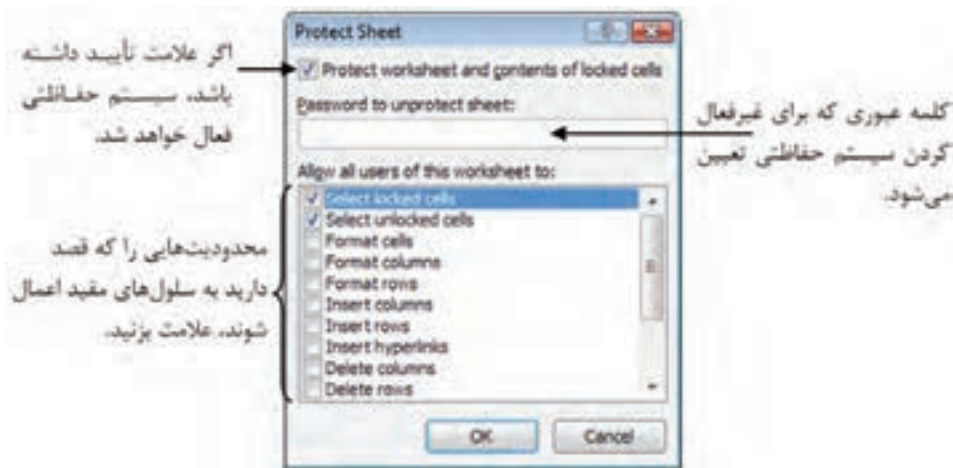 Protect Sheet
Protect worksheet and contents of locked cells
Password to unprotect sheet:
Allow all users of this worksheet to:
Select locked cells
Select unlocked cells
Format cells
Format columns
Format rows
Insert columns
Insert rows
Insert hyperlinks
Delete columns
Delete rows
OK
Cancel
اگر علامت تأیید داشته
باشد، سیستم حفاظتی
فعال خواهد شد.
کلمه عبوری که برای غیرفعال
کردن سیستم حفاظتی تعیین
می‌شود.
محدودیت‌هایی را که قصد
دارید به سلول‌های مقید اعمال
شوند، علامت بزنید.